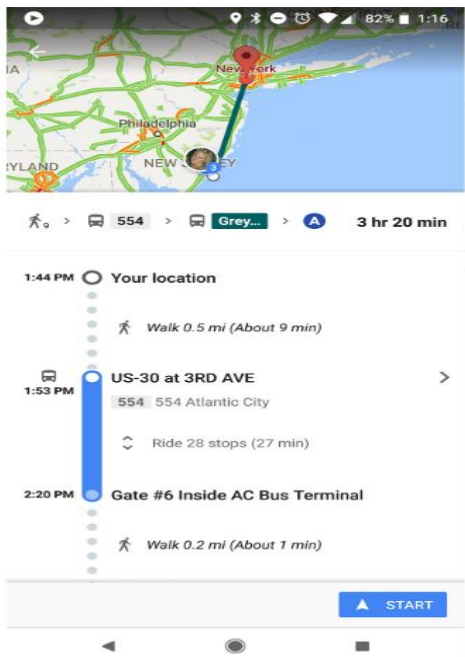 82% 1:16
New York
Philadelphia
NEW JERSEY
3
9 > 554 > Grey... > A 3 hr 20 min
1:44 PM Your location
Walk 0.5 mi (About 9 min)
US-30 at 3RD AVE
1:53 PM
554 554 Atlantic City
Ride 28 stops (27 min)
2:20 PM Gate #6 Inside AC Bus Terminal
Walk 0.2 mi (About 1 min)
START